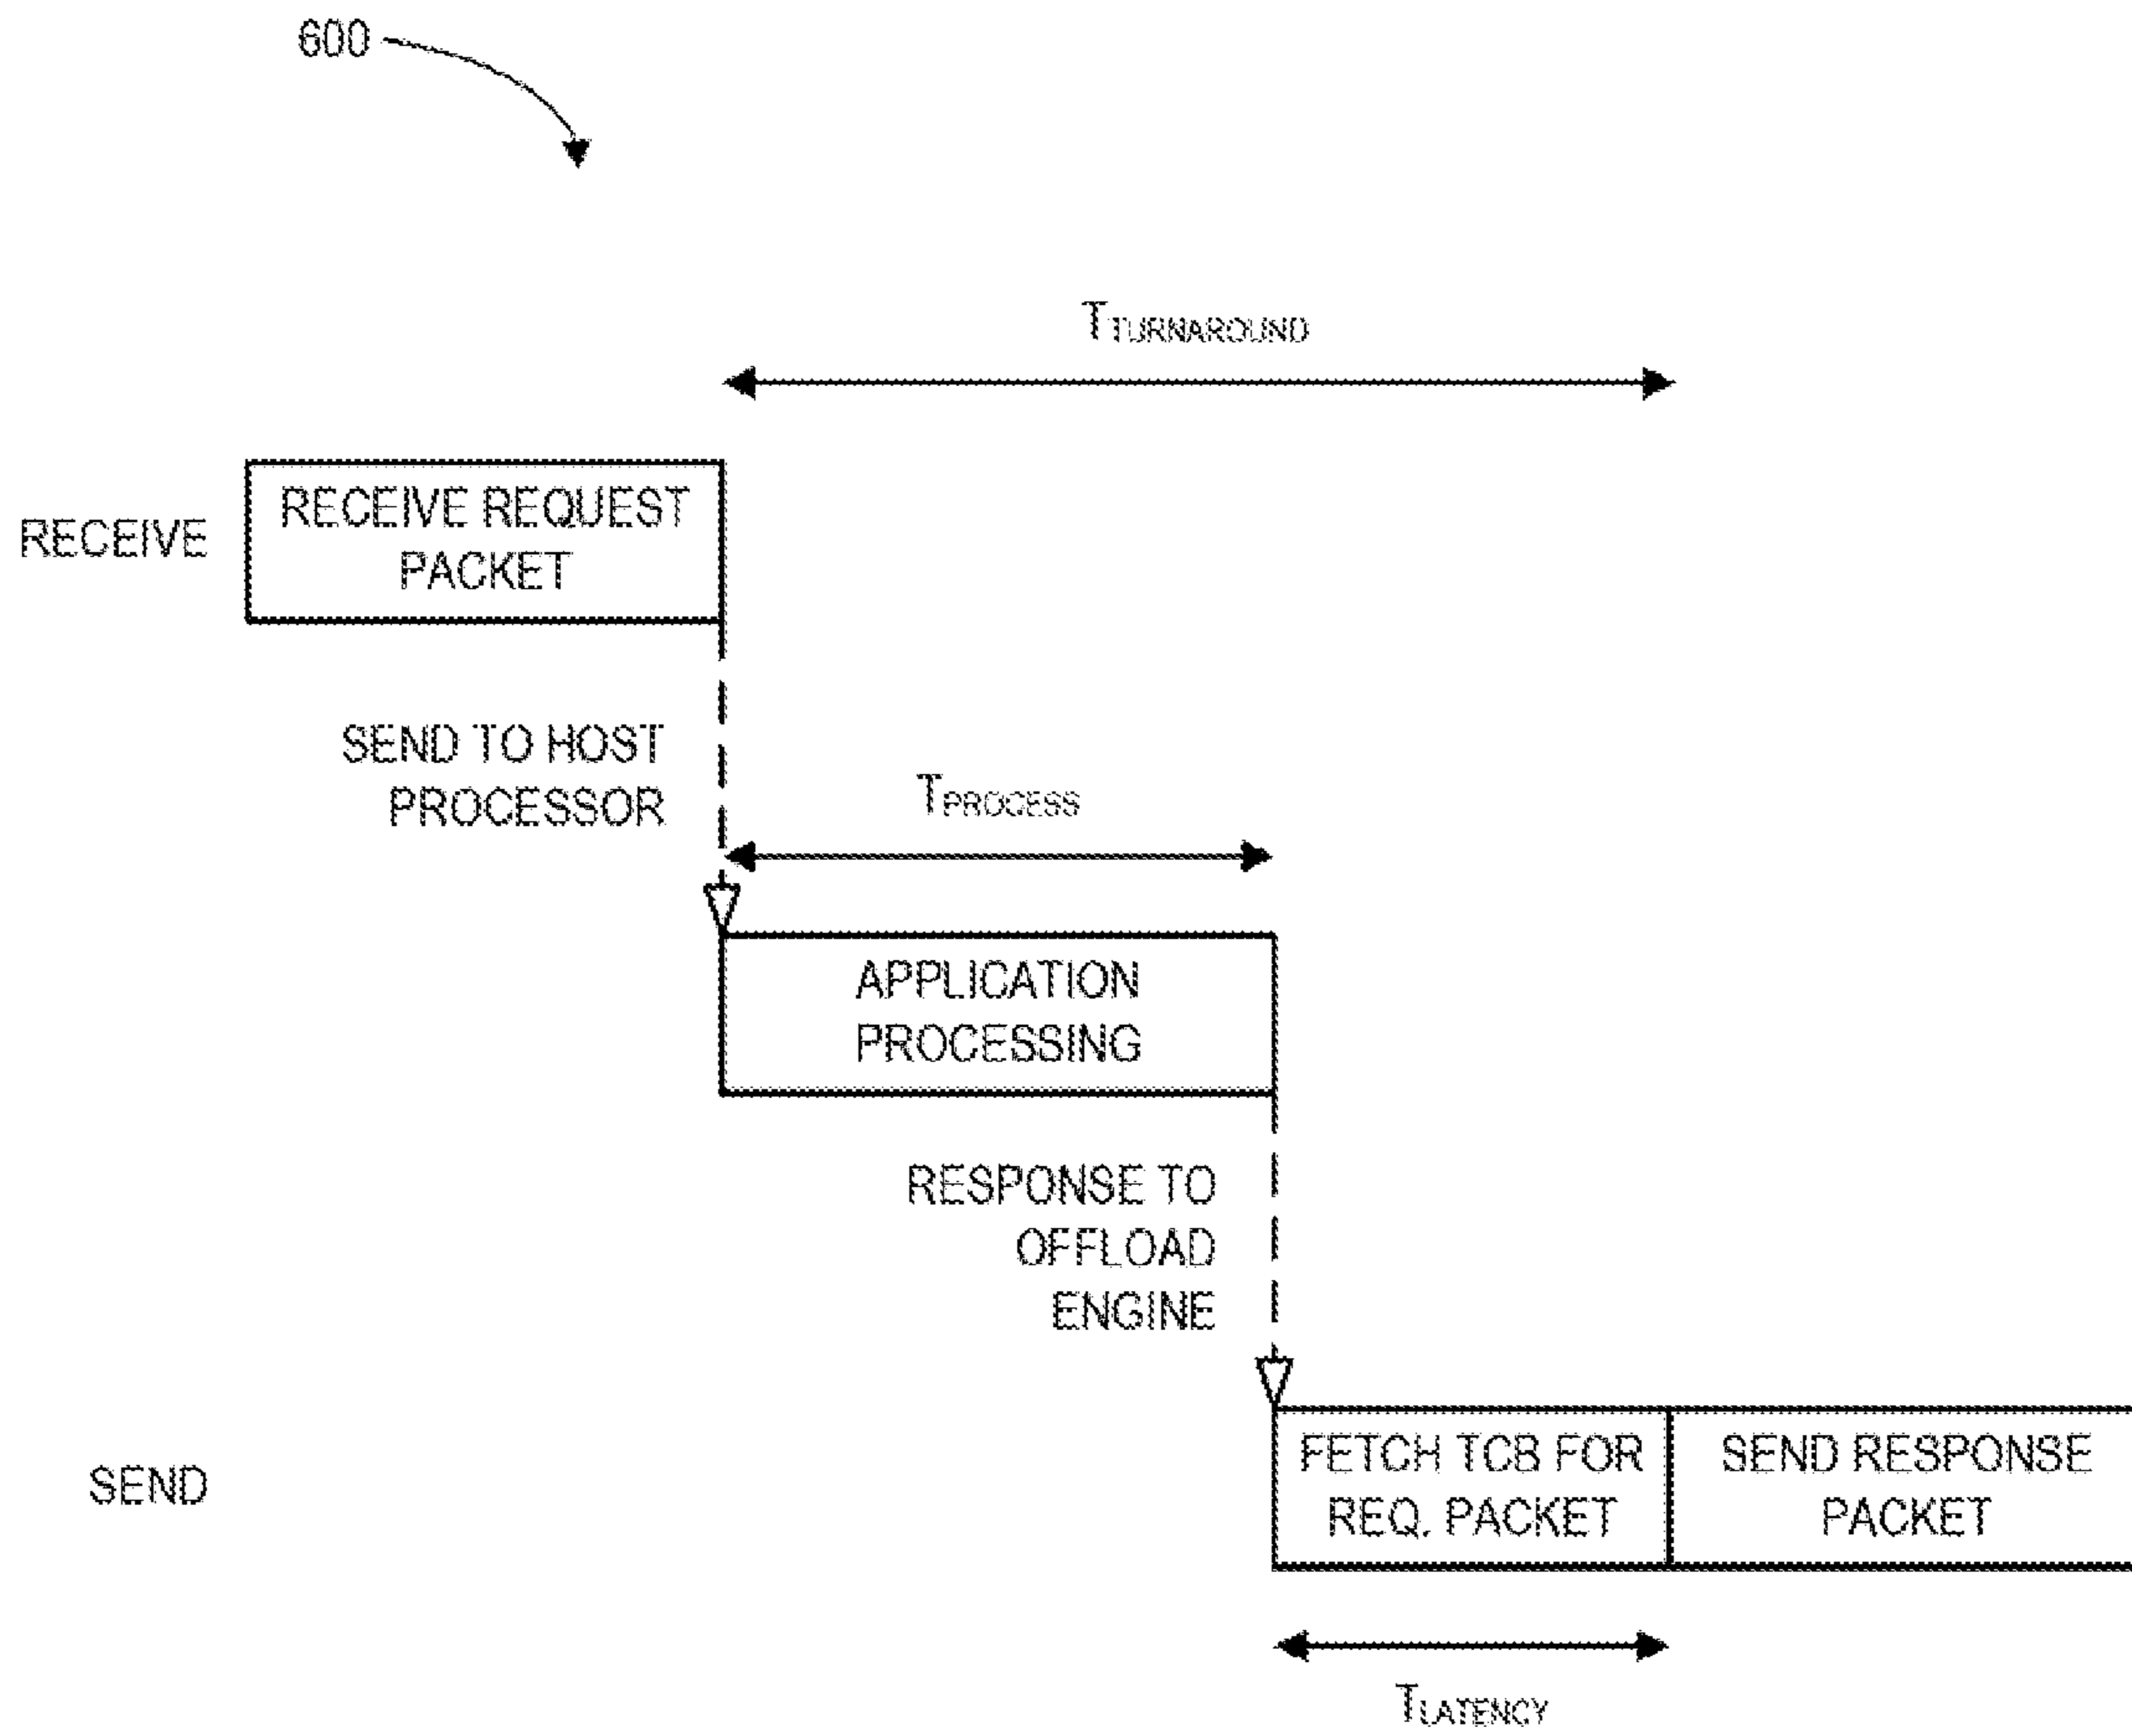 600
TTURNAROUND
RECEIVE
RECEIVE REQUEST
PACKET
SEND TO HOST
PROCESSOR
TPROCESS
APPLICATION
PROCESSING
RESPONSE TO
OFFLOAD
ENGINE
SEND
FETCH TCB FOR
REQ. PACKET
SEND RESPONSE
PACKET
TLATENCY